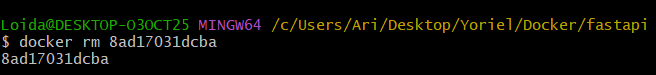 Loida@DESKTOP-O3OCT25 MINGW64 /c/Users/Ari/Desktop/Yoriel/Docker/fastapi
$ docker rm 8ad17031dcba
8ad17031dcba